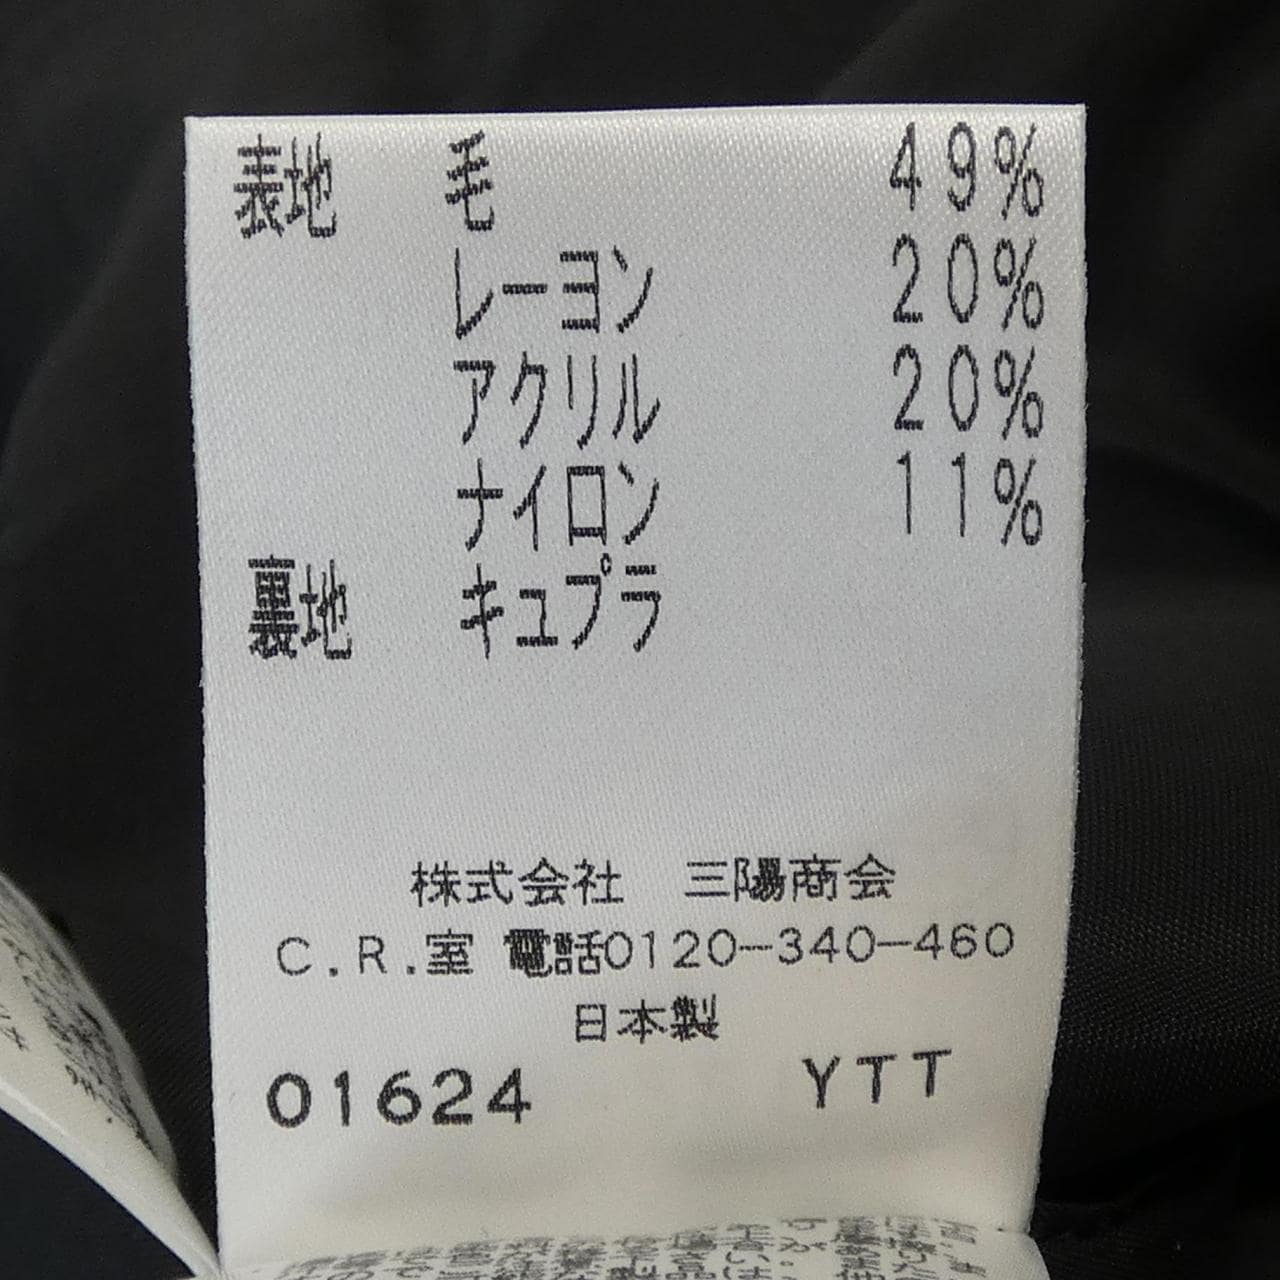 表地 毛 49%
レーヨン 20%
アクリル 20%
ナイロン 11%
裏地 キュプラ
株式会社 三陽商会
C.R.室 電話0120-340-460
日本製
01624 YTT